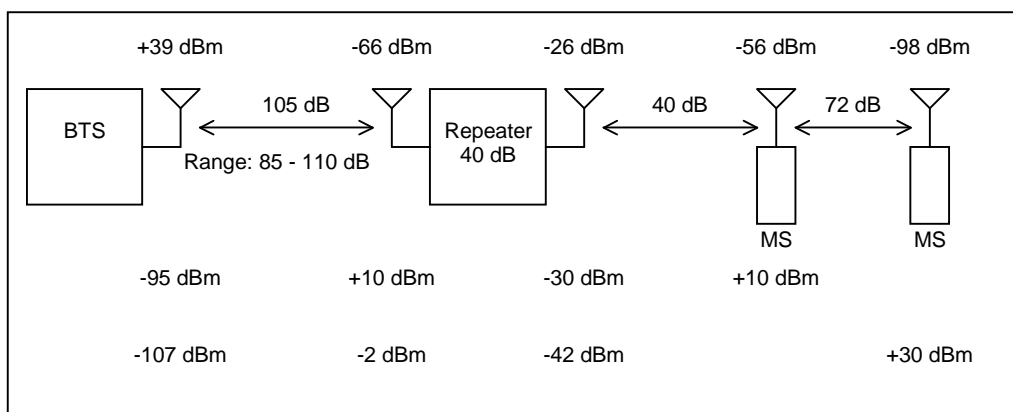 +39 dBm -66 dBm -26 dBm -56 dBm -98 dBm
BTS
105 dB
Range: 85 - 110 dB
Repeater
40 dB
40 dB
72 dB
MS
MS
-95 dBm +10 dBm -30 dBm +10 dBm
-107 dBm -2 dBm -42 dBm +30 dBm